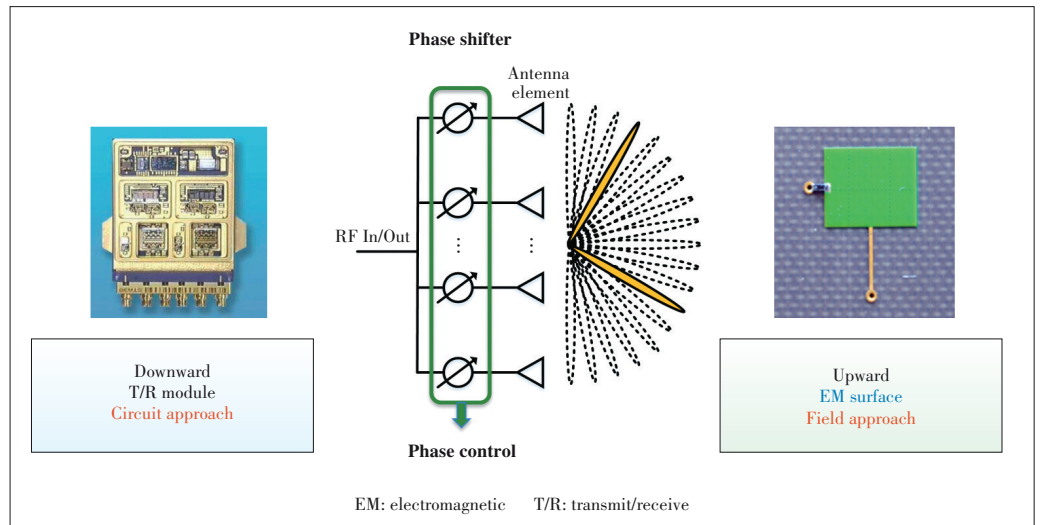 Phase shifter
Antenna
element
RF In/Out
Phase control
Downward
T/R module
Circuit approach
Upward
EM surface
Field approach
EM: electromagnetic T/R: transmit/receive